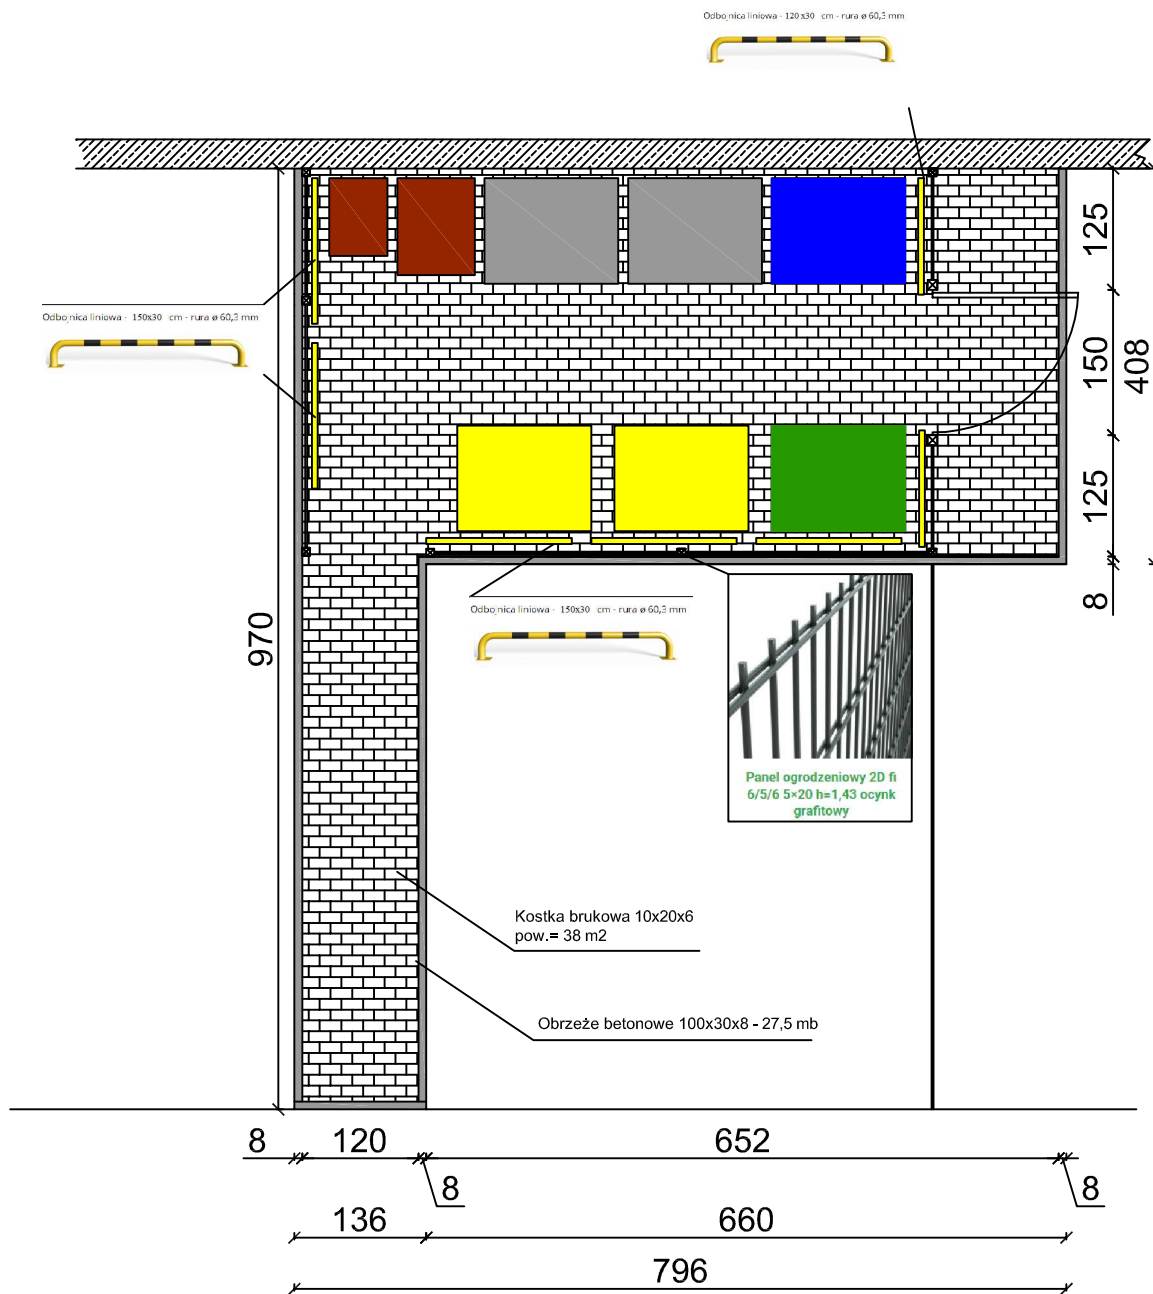 Odbojnica liniowa - 120x30 cm - rura ø 60,3 mm
125
Odbojnica liniowa - 150x30 cm - rura ø 60,3 mm
150
408
125
8
970
Odbojnica liniowa - 150x30 cm - rura ø 60,3 mm
Panel ogrodzeniowy 2D fi
6/5/6 5×20 h=1,43 ocynk
grafitowy
Kostka brukowa 10x20x6
pow.= 38 m2
Obrzeże betonowe 100x30x8 - 27,5 mb
8
120
652
8
8
136
660
796